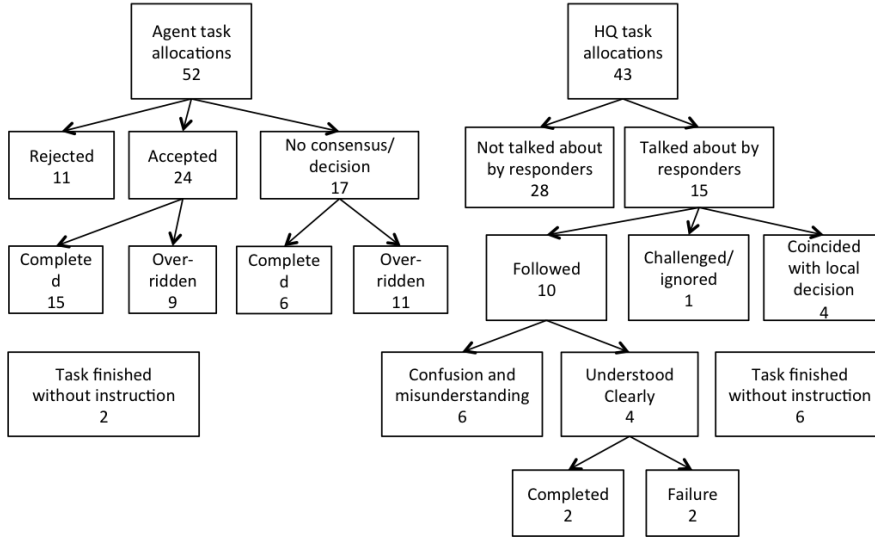 Agent task
allocations
52
HQ task
allocations
43
Rejected
11
Accepted
24
No consensus/
decision
17
Not talked about
by responders
28
Talked about by
responders
15
Complete
d
15
Over-
ridden
9
Complete
d
6
Over-
ridden
11
Followed
10
Challenged/
ignored
1
Coincided
with local
decision
4
Task finished
without instruction
2
Confusion and
misunderstanding
6
Understood
Clearly
4
Task finished
without instruction
6
Completed
2
Failure
2